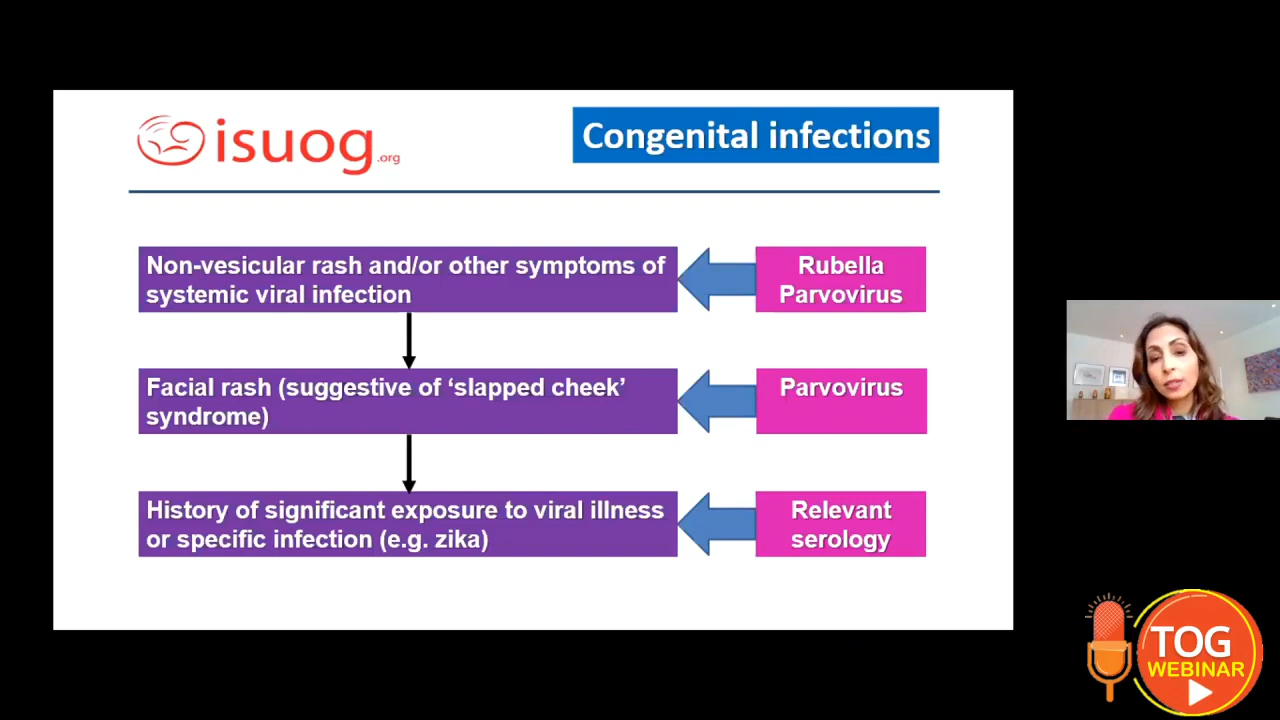 isuog.org
Congenital infections
Non-vesicular rash and/or other symptoms of
systemic viral infection
Rubella
Parvovirus
Facial rash (suggestive of ‘slapped cheek’
syndrome)
Parvovirus
History of significant exposure to viral illness
or specific infection (e.g. zika)
Relevant
serology
TOG
WEBINAR